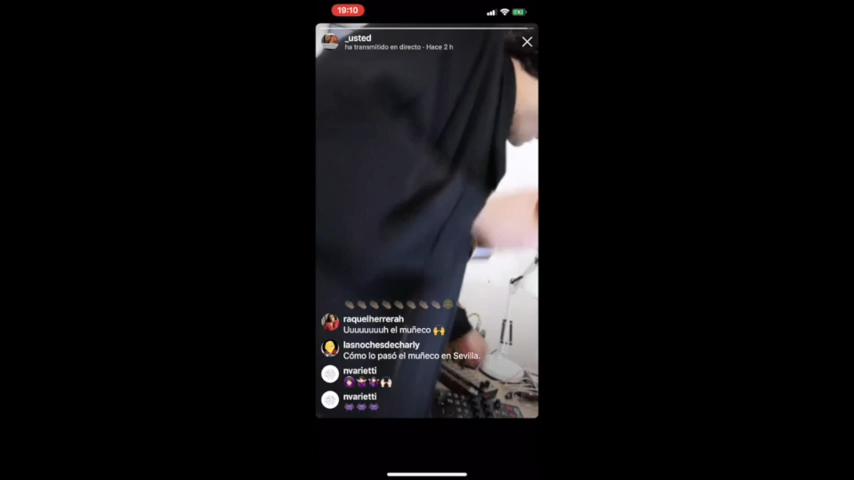 19:10
_usted
ha transmitido en directo · Hace 2 h
raquelherrerah
Uuuuuuuuh el muñeco 🙌
lasnochesdecharly
Cómo lo pasó el muñeco en Sevilla.
nvarietti
nvarietti
👾👾👾